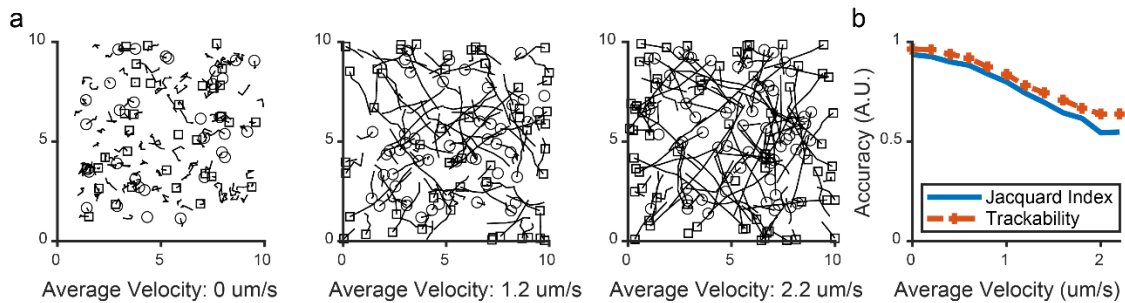 a
10
5
0
0
5
10
Average Velocity: 0 um/s
10
5
0
0
5
10
Average Velocity: 1.2 um/s
10
5
0
0
5
10
Average Velocity: 2.2 um/s
b
Accuracy (A.U.)
1
0.5
0
Jacquard Index
Trackability
0
1
2
Average Velocity (um/s)